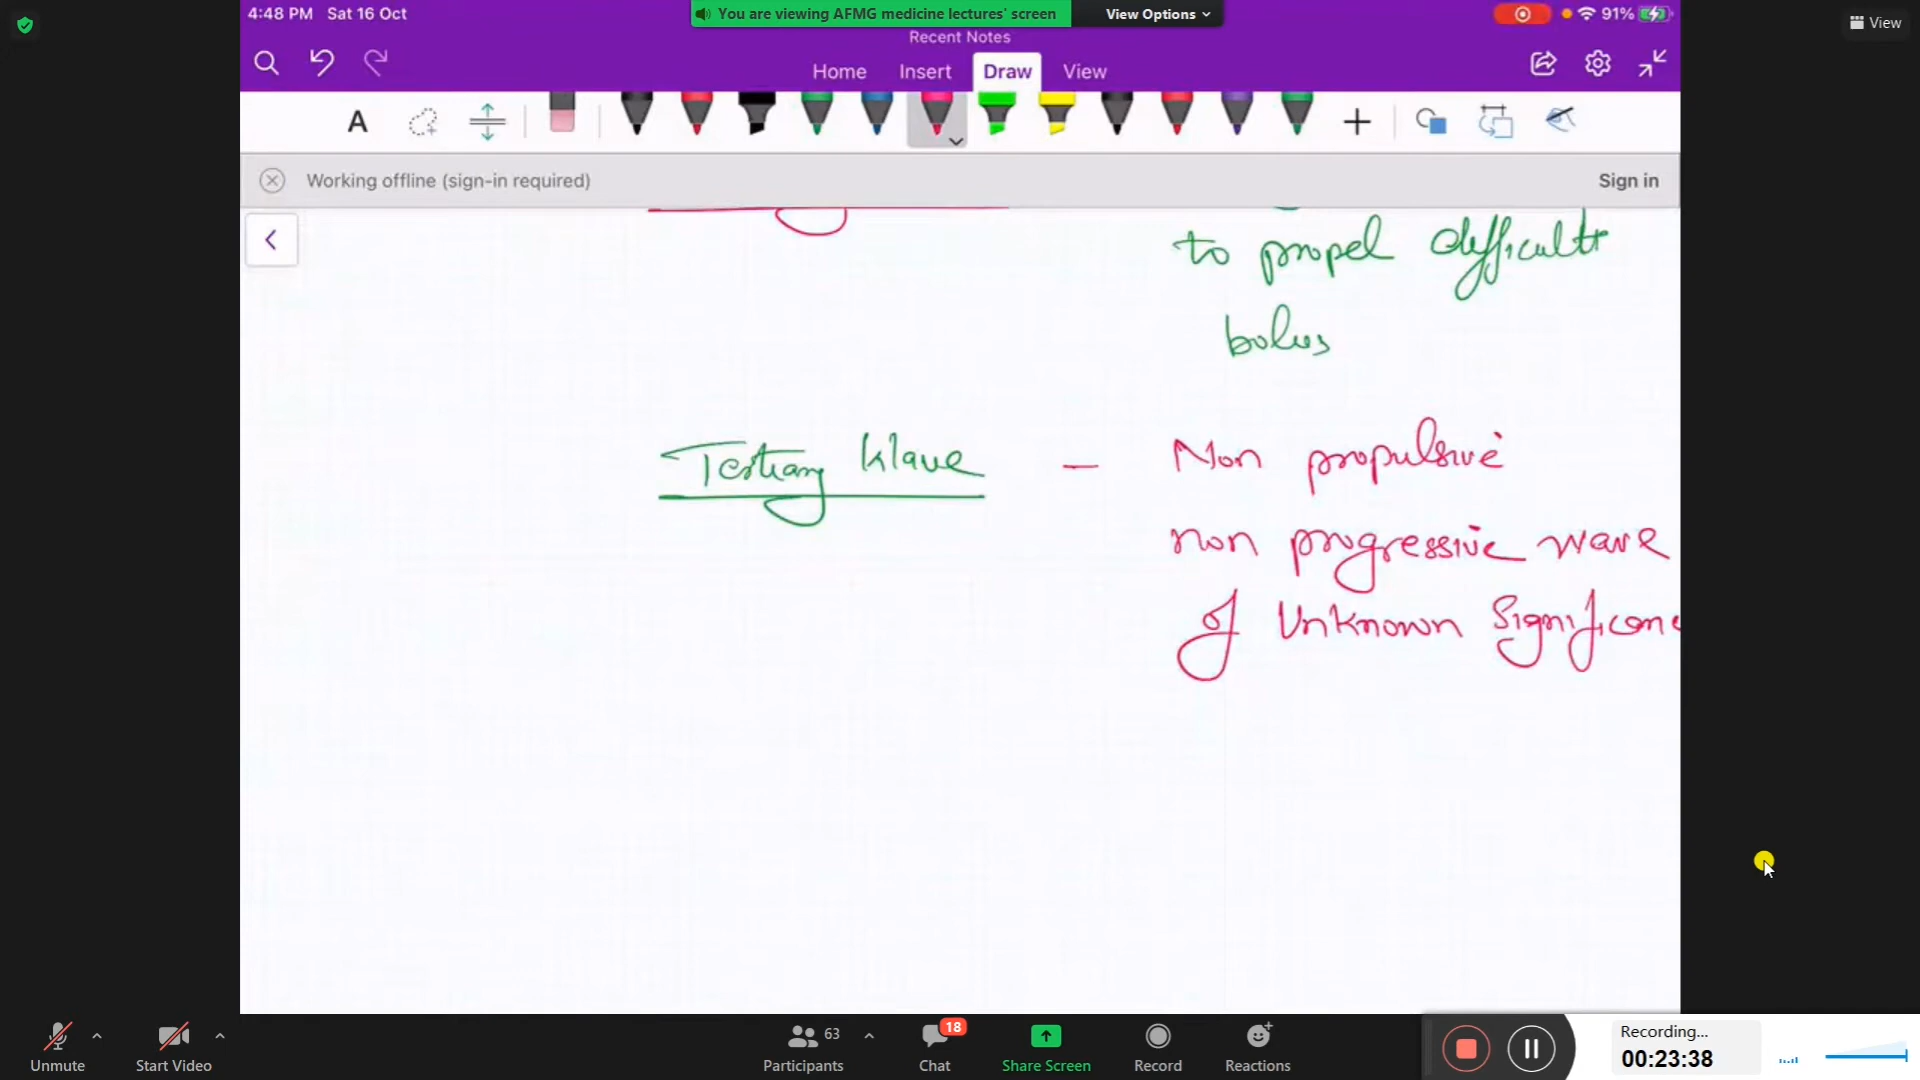 4:48 PM Sat 16 Oct
You are viewing AFMG medicine lectures' screen
View Options
91%
View
Recent Notes
Home Insert Draw View
A
Working offline (sign-in required)
Sign in
to propel difficult
bolus
Tertiary Wave — Non propulsive
non progressive wave
of Unknown Significanc
Unmute
Start Video
63
Participants
18
Chat
Share Screen
Record
Reactions
Recording...
00:23:38